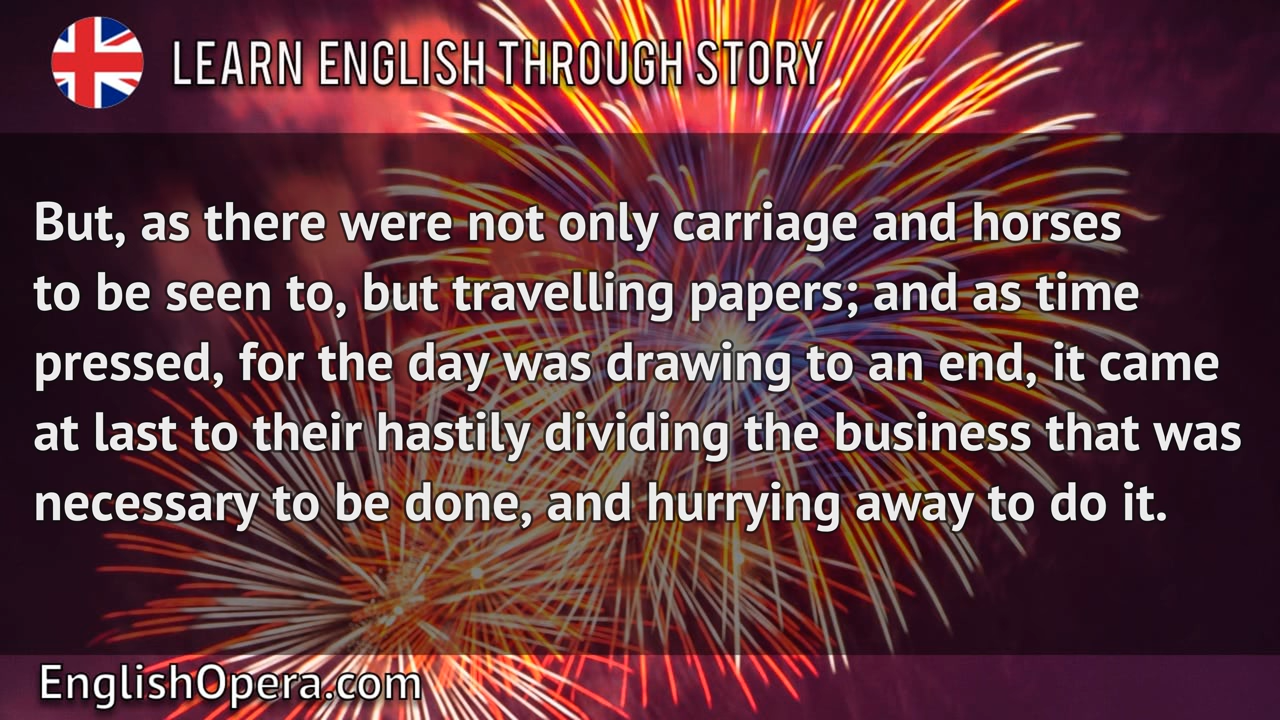 LEARN ENGLISH THROUGH STORY
But, as there were not only carriage and horses
to be seen to, but travelling papers; and as time
pressed, for the day was drawing to an end, it came
at last to their hastily dividing the business that was
necessary to be done, and hurrying away to do it.
EnglishOpera.com